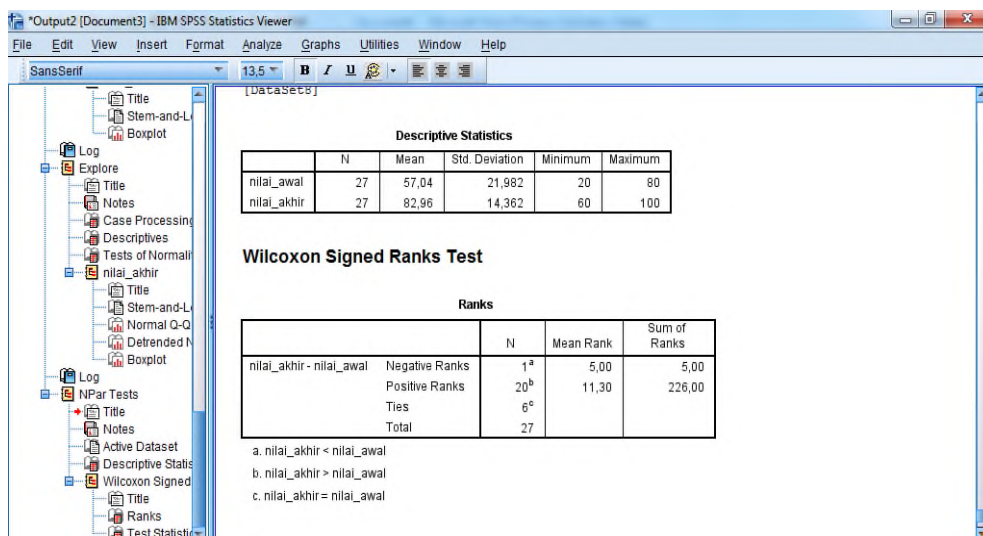 *Output2 [Document3] - IBM SPSS Statistics Viewer
File Edit View Insert Format Analyze Graphs Utilities Window Help
SansSerif 13,5 B I U
Title
Stem-and-L
Boxplot
Log
Explore
Title
Notes
Case Processing
Descriptives
Tests of Normali
nilai_akhir
Title
Stem-and-L
Normal Q-Q
Detrended N
Boxplot
Log
NPar Tests
Title
Notes
Active Dataset
Descriptive Statis
Wilcoxon Signed
Title
Ranks
Test Statistic
[DataSet8]
Descriptive Statistics
N Mean Std. Deviation Minimum Maximum
nilai_awal 27 57,04 21,982 20 80
nilai_akhir 27 82,96 14,362 60 100
Wilcoxon Signed Ranks Test
Ranks
N Mean Rank Sum of Ranks
nilai_akhir - nilai_awal Negative Ranks 1a 5,00 5,00
Positive Ranks 20b 11,30 226,00
Ties 6c
Total 27
a. nilai_akhir < nilai_awal
b. nilai_akhir > nilai_awal
c. nilai_akhir = nilai_awal